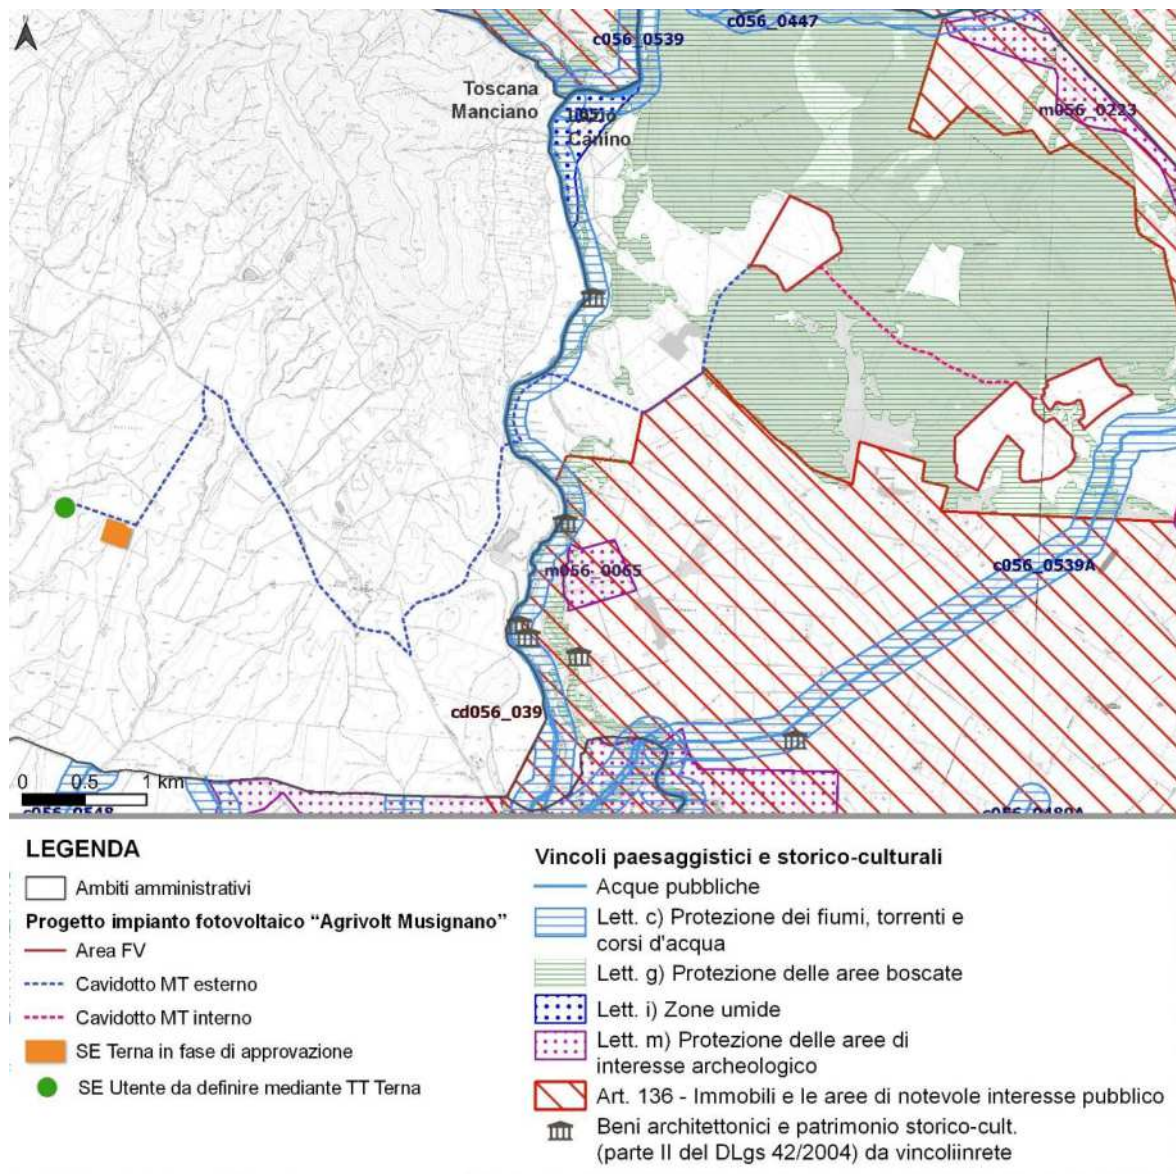 c056_0447
c056_0539
Toscana
Manciano
Lazio
Canino
m056_0223
m056_0065
c056_0539A
cd056_039
0 0.5 1 km
LEGENDA
Ambiti amministrativi
Progetto impianto fotovoltaico “Agrivolt Musignano”
Area FV
Cavidotto MT esterno
Cavidotto MT interno
SE Terna in fase di approvazione
SE Utente da definire mediante TT Terna
Vincoli paesaggistici e storico-culturali
Acque pubbliche
Lett. c) Protezione dei fiumi, torrenti e
corsi d'acqua
Lett. g) Protezione delle aree boscate
Lett. i) Zone umide
Lett. m) Protezione delle aree di
interesse archeologico
Art. 136 - Immobili e le aree di notevole interesse pubblico
Beni architettonici e patrimonio storico-cult.
(parte II del DLgs 42/2004) da vincoliinrete